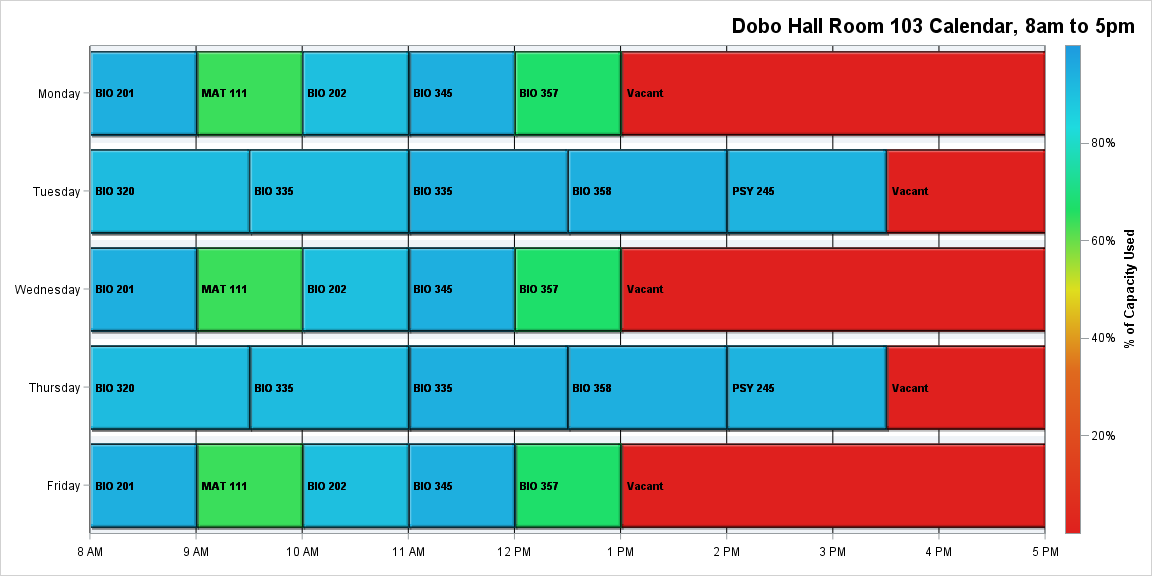 Dobo Hall Room 103 Calendar, 8am to 5pm
Monday BIO 201 MAT 111 BIO 202 BIO 345 BIO 357 Vacant
Tuesday BIO 320 BIO 335 BIO 335 BIO 358 PSY 245 Vacant
Wednesday BIO 201 MAT 111 BIO 202 BIO 345 BIO 357 Vacant
Thursday BIO 320 BIO 335 BIO 335 BIO 358 PSY 245 Vacant
Friday BIO 201 MAT 111 BIO 202 BIO 345 BIO 357 Vacant
8 AM 9 AM 10 AM 11 AM 12 PM 1 PM 2 PM 3 PM 4 PM 5 PM
80%
60%
40%
20%
% of Capacity Used